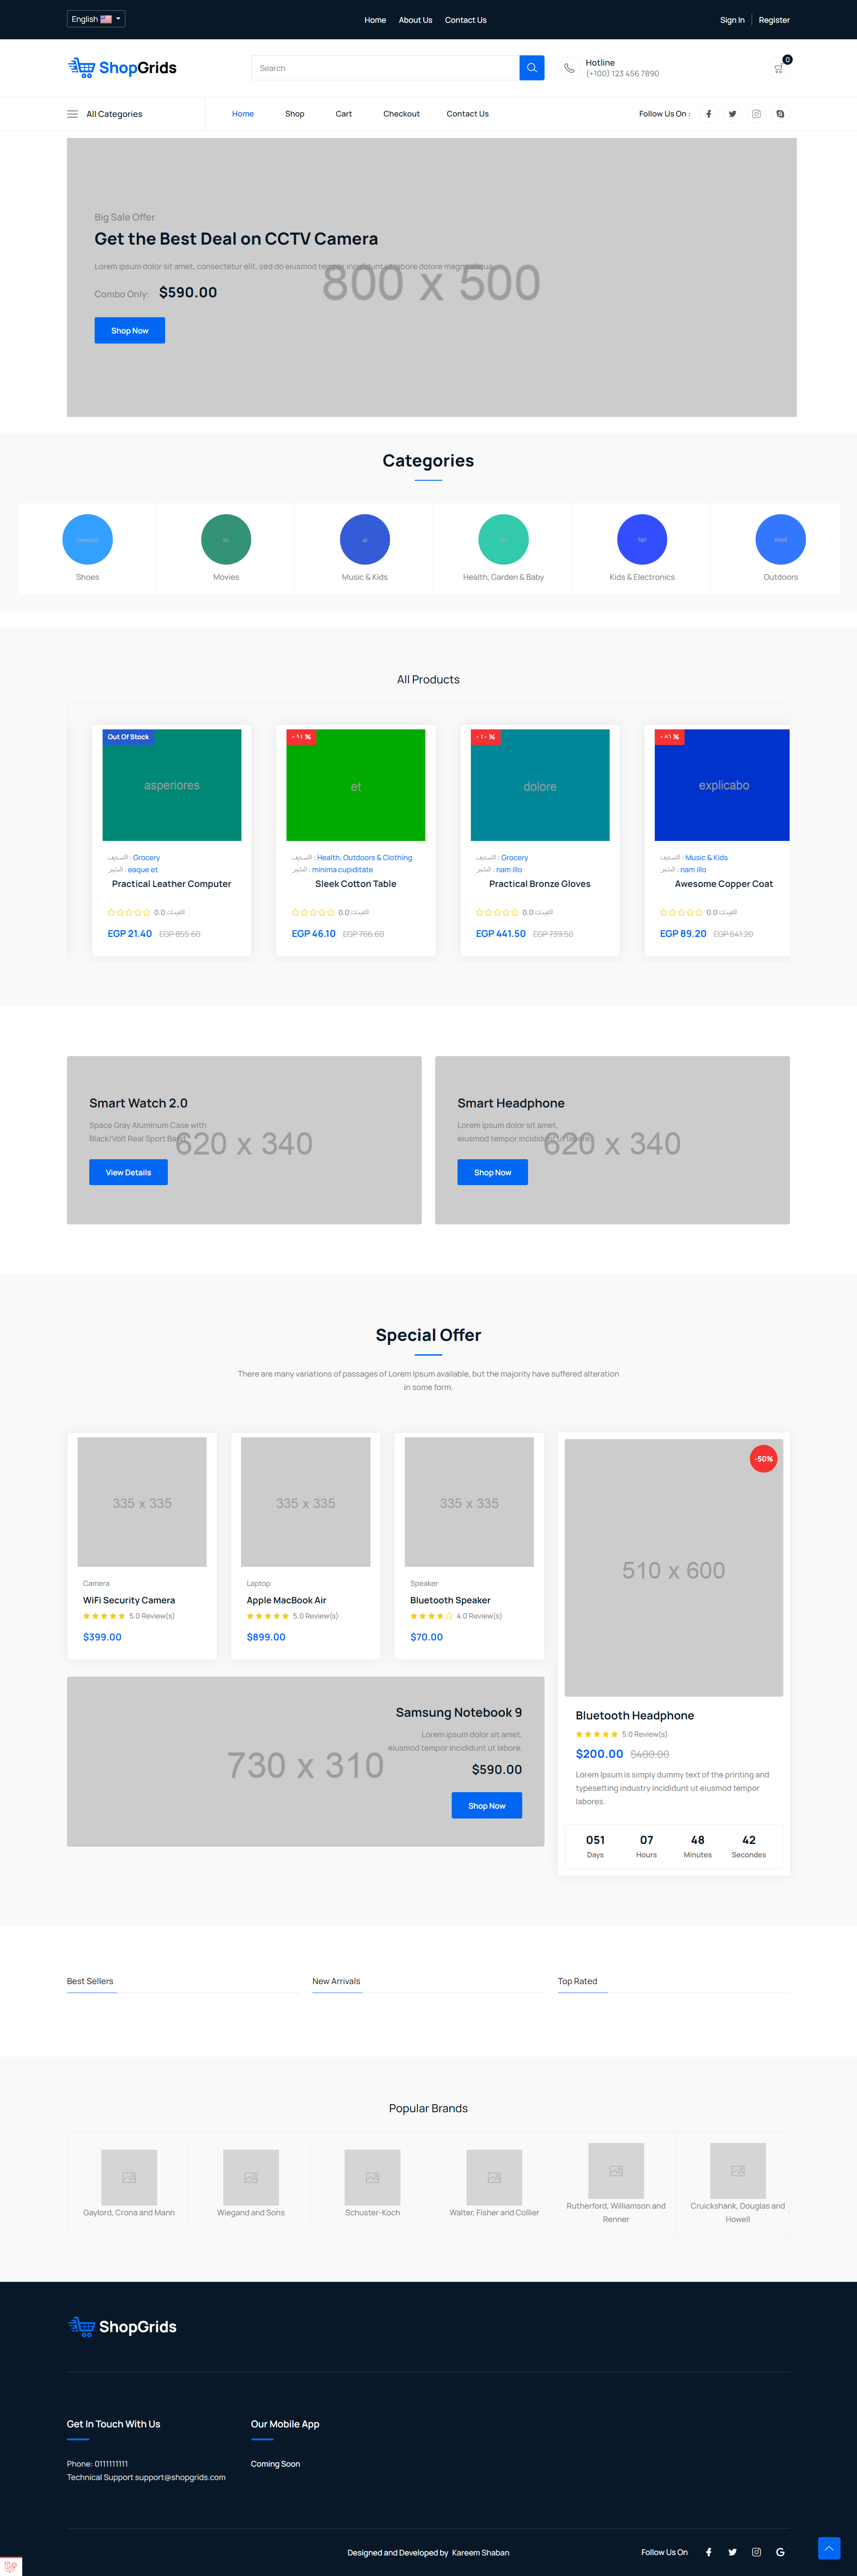 English
Home About Us Contact Us
Sign In Register
ShopGrids
Search
Hotline
(+100) 123 456 7890
0
All Categories
Home Shop Cart Checkout Contact Us
Follow Us On :
Big Sale Offer
Get the Best Deal on CCTV Camera
Lorem ipsum dolor sit amet, consectetur elit, sed do eiusmod tempor incididunt ut labore dolore magna aliqua.
800 x 500
Combo Only: $590.00
Shop Now
Categories
Shoes
Movies
Music & Kids
Health, Garden & Baby
Kids & Electronics
Outdoors
All Products
Out Of Stock
asperiores
التصنيف : Grocery
المتجر : eaque et
Practical Leather Computer
0.0 التقيمات
EGP 21.40 EGP 855.60
- ٩٤ %
et
التصنيف : Health, Outdoors & Clothing
المتجر : minima cupiditate
Sleek Cotton Table
0.0 التقيمات
EGP 46.10 EGP 766.60
- ٤٠ %
dolore
التصنيف : Grocery
المتجر : nam illo
Practical Bronze Gloves
0.0 التقيمات
EGP 441.50 EGP 739.50
- ٨٦ %
explicabo
التصنيف : Music & Kids
المتجر : nam illo
Awesome Copper Coat
0.0 التقيمات
EGP 89.20 EGP 641.20
Smart Watch 2.0
Space Gray Aluminum Case with
Black/Volt Real Sport Band
620 x 340
View Details
Smart Headphone
Lorem ipsum dolor sit amet,
eiusmod tempor incididunt ut labore.
620 x 340
Shop Now
Special Offer
There are many variations of passages of Lorem Ipsum available, but the majority have suffered alteration
in some form.
335 x 335
Camera
WiFi Security Camera
5.0 Review(s)
$399.00
335 x 335
Laptop
Apple MacBook Air
5.0 Review(s)
$899.00
335 x 335
Speaker
Bluetooth Speaker
4.0 Review(s)
$70.00
Samsung Notebook 9
Lorem ipsum dolor sit amet,
eiusmod tempor incididunt ut labore.
730 x 310
$590.00
Shop Now
-50%
510 x 600
Bluetooth Headphone
5.0 Review(s)
$200.00 $400.00
Lorem Ipsum is simply dummy text of the printing and
typesetting industry incididunt ut eiusmod tempor
labores.
051 07 48 42
Days Hours Minutes Secondes
Best Sellers
New Arrivals
Top Rated
Popular Brands
Gaylord, Crona and Mann
Wiegand and Sons
Schuster-Koch
Walter, Fisher and Collier
Rutherford, Williamson and
Renner
Cruickshank, Douglas and
Howell
ShopGrids
Get In Touch With Us
Phone: 0111111111
Technical Support support@shopgrids.com
Our Mobile App
Coming Soon
Designed and Developed by Kareem Shaban
Follow Us On